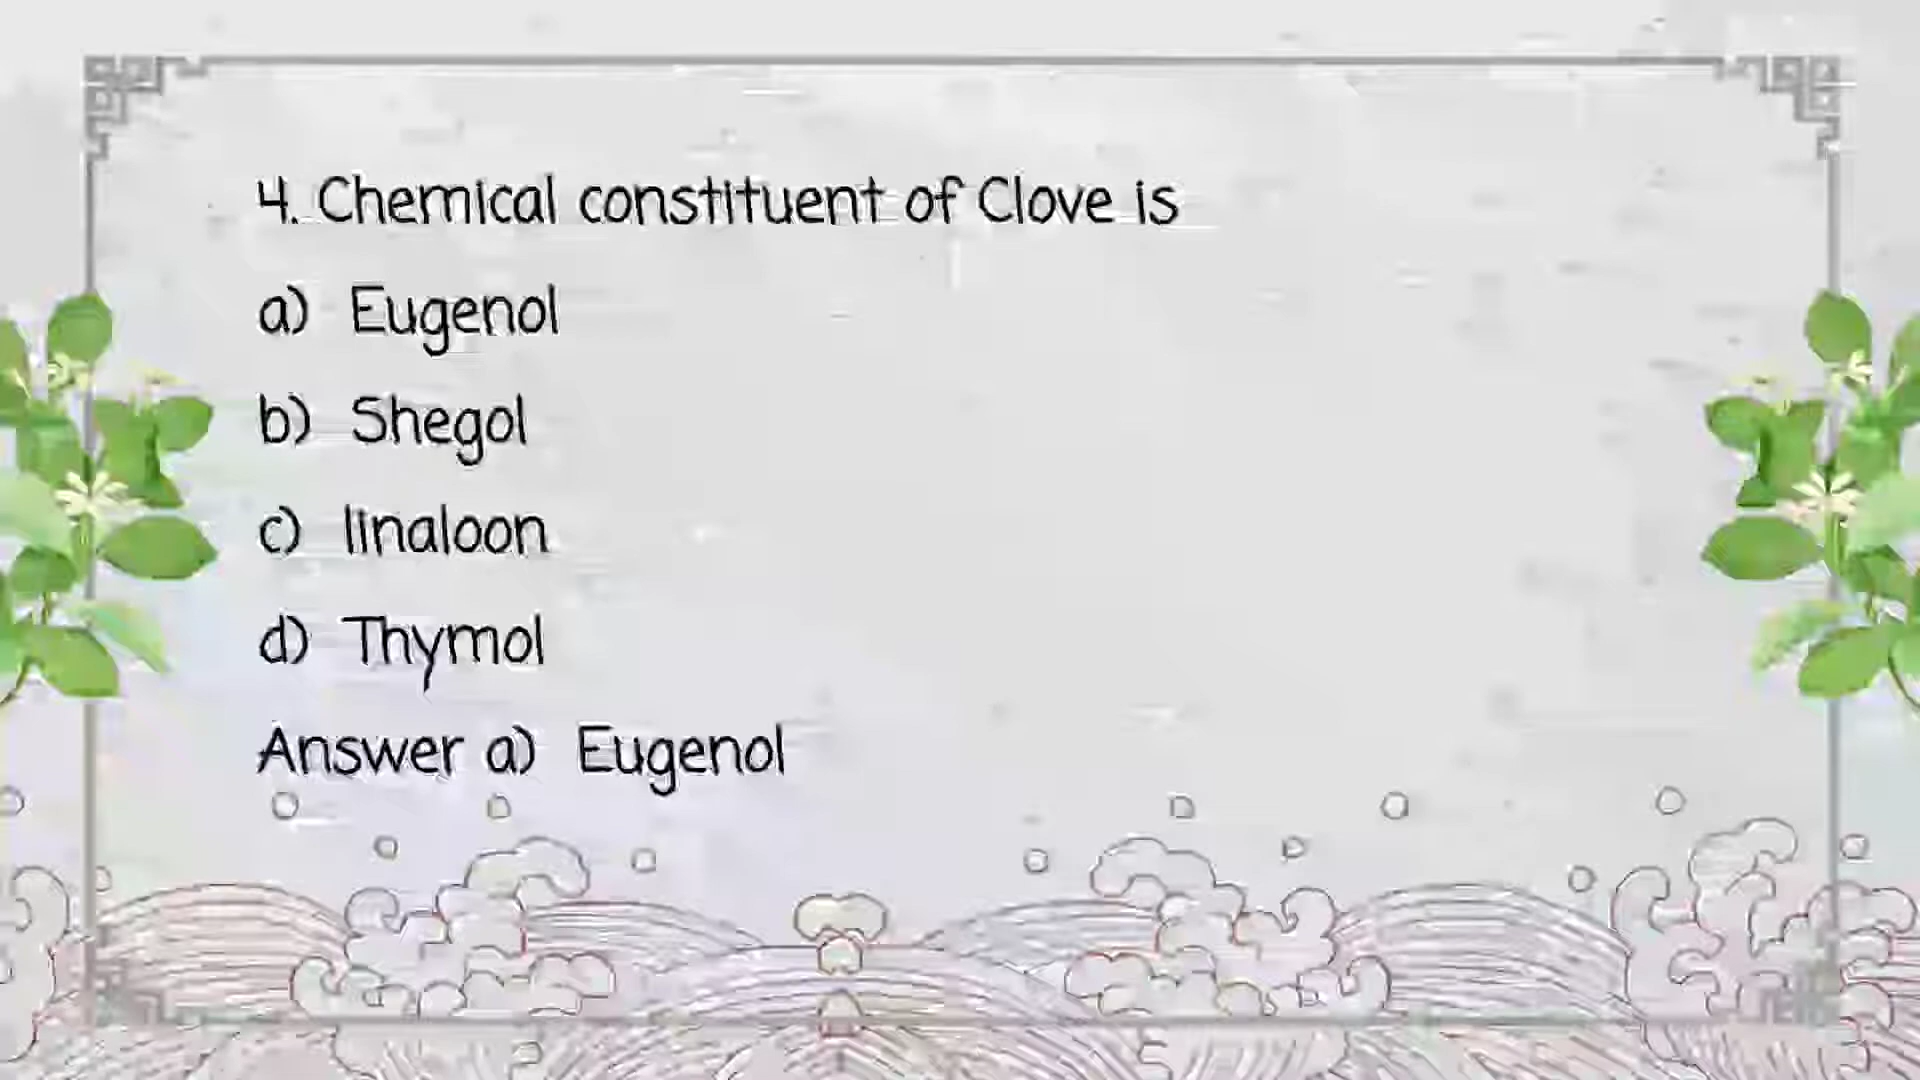 4. Chemical constituent of Clove is
a) Eugenol
b) Shegol
c) linaloon
d) Thymol
Answer a) Eugenol